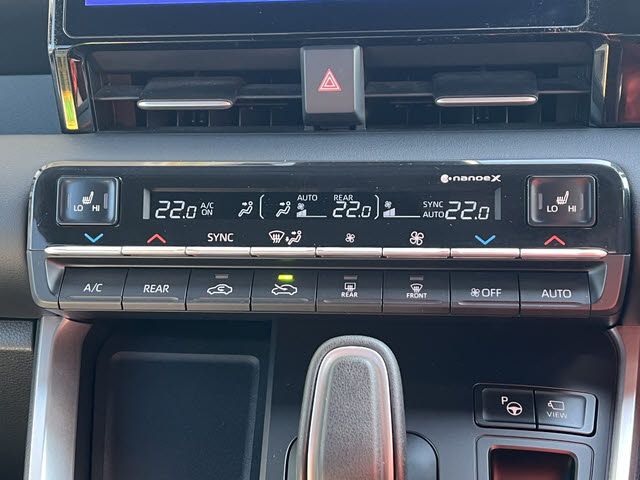 nanoeX
LO HI
22.0 A/C ON
AUTO
REAR
22.0
SYNC
AUTO 22.0
LO HI
SYNC
A/C
REAR
REAR
FRONT
OFF
AUTO
P
VIEW